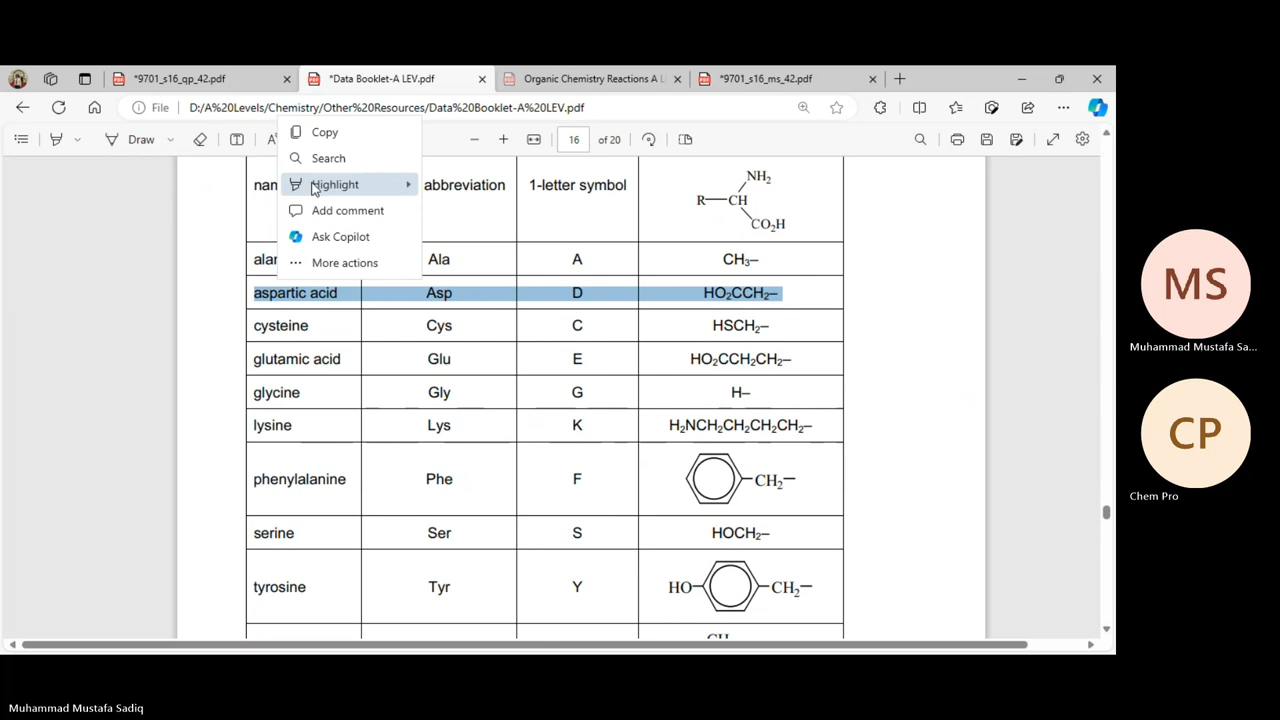 *9701_s16_qp_42.pdf
*Data Booklet-A LEV.pdf
Organic Chemistry Reactions A L
*9701_s16_ms_42.pdf
File
D:/A%20Levels/Chemistry/Other%20Resources/Data%20Booklet-A%20LEV.pdf
Draw
16 of 20
Copy
Search
Highlight
Add comment
Ask Copilot
More actions
nam abbreviation 1-letter symbol
NH2
R—CH
CO2H
alan Ala A CH3–
aspartic acid Asp D HO2CCH2–
cysteine Cys C HSCH2–
glutamic acid Glu E HO2CCH2CH2–
glycine Gly G H–
lysine Lys K H2NCH2CH2CH2CH2–
phenylalanine Phe F CH2—
serine Ser S HOCH2–
tyrosine Tyr Y HO CH2—
MS
Muhammad Mustafa Sa...
CP
Chem Pro
Muhammad Mustafa Sadiq